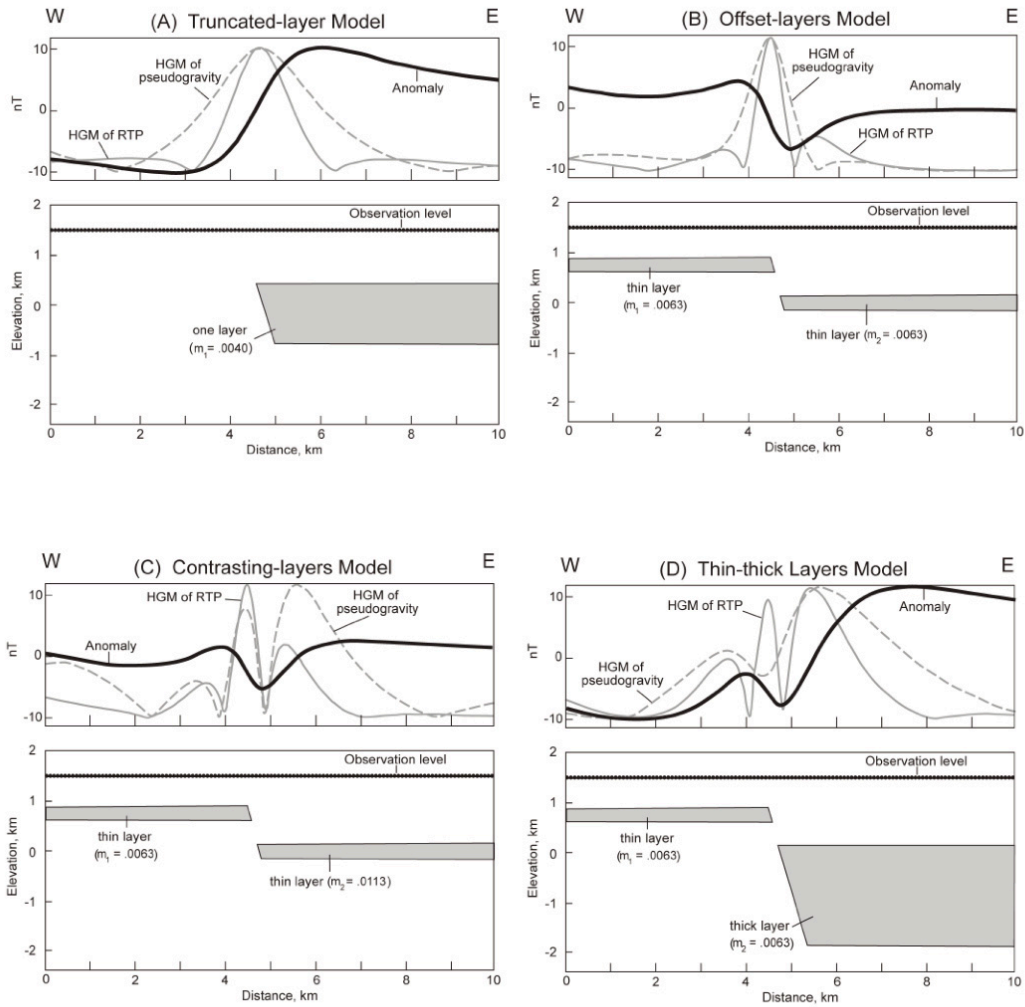 W (A) Truncated-layer Model E
10
0
-10
nT
HGM of
pseudogravity
Anomaly
HGM of RTP
2
1
0
-1
-2
Elevation, km
Observation level
one layer
(m1 = .0040)
0 2 4 6 8 10
Distance, km
W (B) Offset-layers Model E
10
0
-10
nT
HGM of
pseudogravity
Anomaly
HGM of RTP
2
1
0
-1
-2
Elevation, km
Observation level
thin layer
(m1 = .0063)
thin layer (m2 = .0063)
0 2 4 6 8 10
Distance, km
W (C) Contrasting-layers Model E
10
0
-10
nT
HGM of RTP
HGM of
pseudogravity
Anomaly
2
1
0
-1
-2
Elevation, km
Observation level
thin layer
(m1 = .0063)
thin layer (m2 = .0113)
0 2 4 6 8 10
Distance, km
W (D) Thin-thick Layers Model E
10
0
-10
nT
HGM of RTP
Anomaly
HGM of
pseudogravity
2
1
0
-1
-2
Elevation, km
Observation level
thin layer
(m1 = .0063)
thick layer
(m2 = .0063)
0 2 4 6 8 10
Distance, km